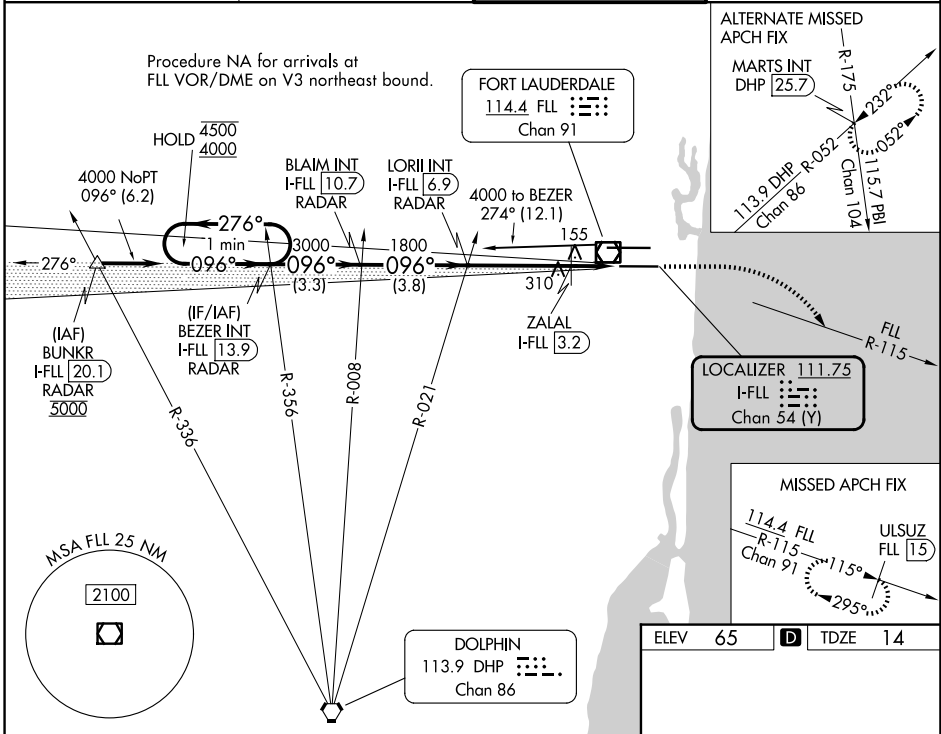 Procedure NA for arrivals at
FLL VOR/DME on V3 northeast bound.
ALTERNATE MISSED
APCH FIX
MARTS INT
DHP 25.7
R-175
232°
052°
113.9 DHP R-052
Chan 86
115.7 PBI
Chan 104
FORT LAUDERDALE
114.4 FLL
Chan 91
HOLD 4500
4000
4000 NoPT
096° (6.2)
BLAIM INT
I-FLL 10.7
RADAR
LORII INT
I-FLL 6.9
RADAR
4000 to BEZER
274° (12.1)
155
276°
1 min
3000
1800
276°
096°
096°
096°
(3.3)
(3.8)
310
(IAF)
BUNKR
I-FLL 20.1
RADAR
5000
(IF/IAF)
BEZER INT
I-FLL 13.9
RADAR
ZALAL
I-FLL 3.2
FLL
R-115
LOCALIZER 111.75
I-FLL
Chan 54 (Y)
R-336
R-356
R-008
R-021
MISSED APCH FIX
114.4 FLL
R-115
Chan 91
115°
295°
ULSUZ
FLL 15
MSA FLL 25 NM
2100
DOLPHIN
113.9 DHP
Chan 86
ELEV 65 D TDZE 14